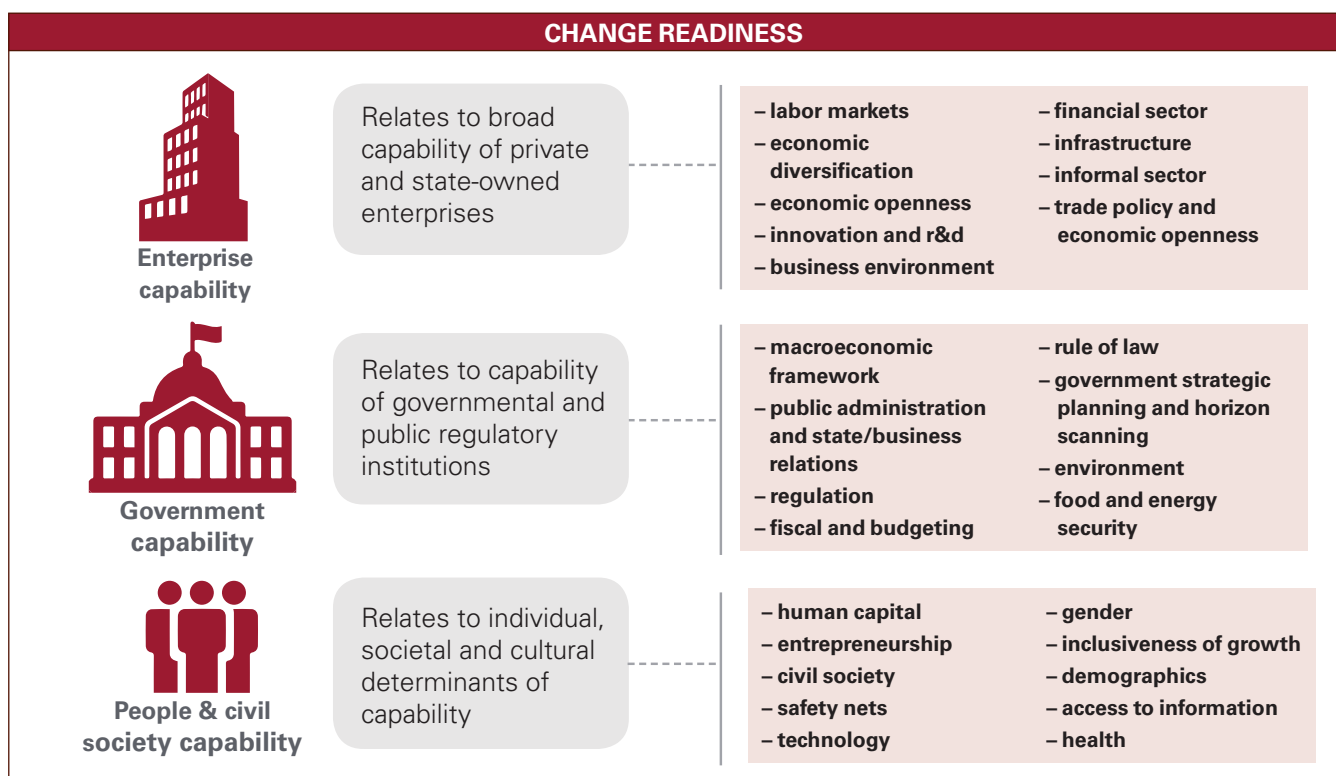 CHANGE READINESS
Enterprise
capability
Relates to broad
capability of private
and state-owned
enterprises
– labor markets
– economic
diversification
– economic openness
– innovation and r&d
– business environment
– financial sector
– infrastructure
– informal sector
– trade policy and
economic openness
Government
capability
Relates to capability
of governmental and
public regulatory
institutions
– macroeconomic
framework
– public administration
and state/business
relations
– regulation
– fiscal and budgeting
– rule of law
– government strategic
planning and horizon
scanning
– environment
– food and energy
security
People & civil
society capability
Relates to individual,
societal and cultural
determinants of
capability
– human capital
– entrepreneurship
– civil society
– safety nets
– technology
– gender
– inclusiveness of growth
– demographics
– access to information
– health